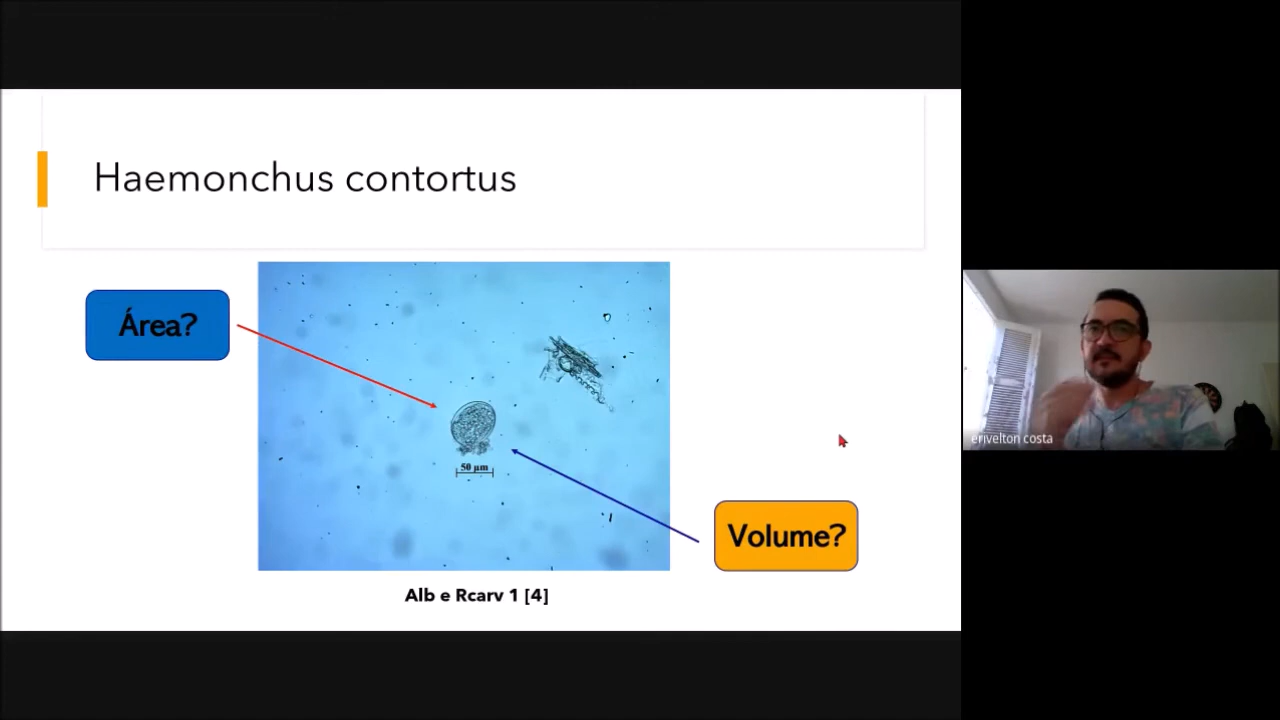 Haemonchus contortus
Área?
50 µm
Volume?
Alb e Rcarv 1 [4]
erivelton costa